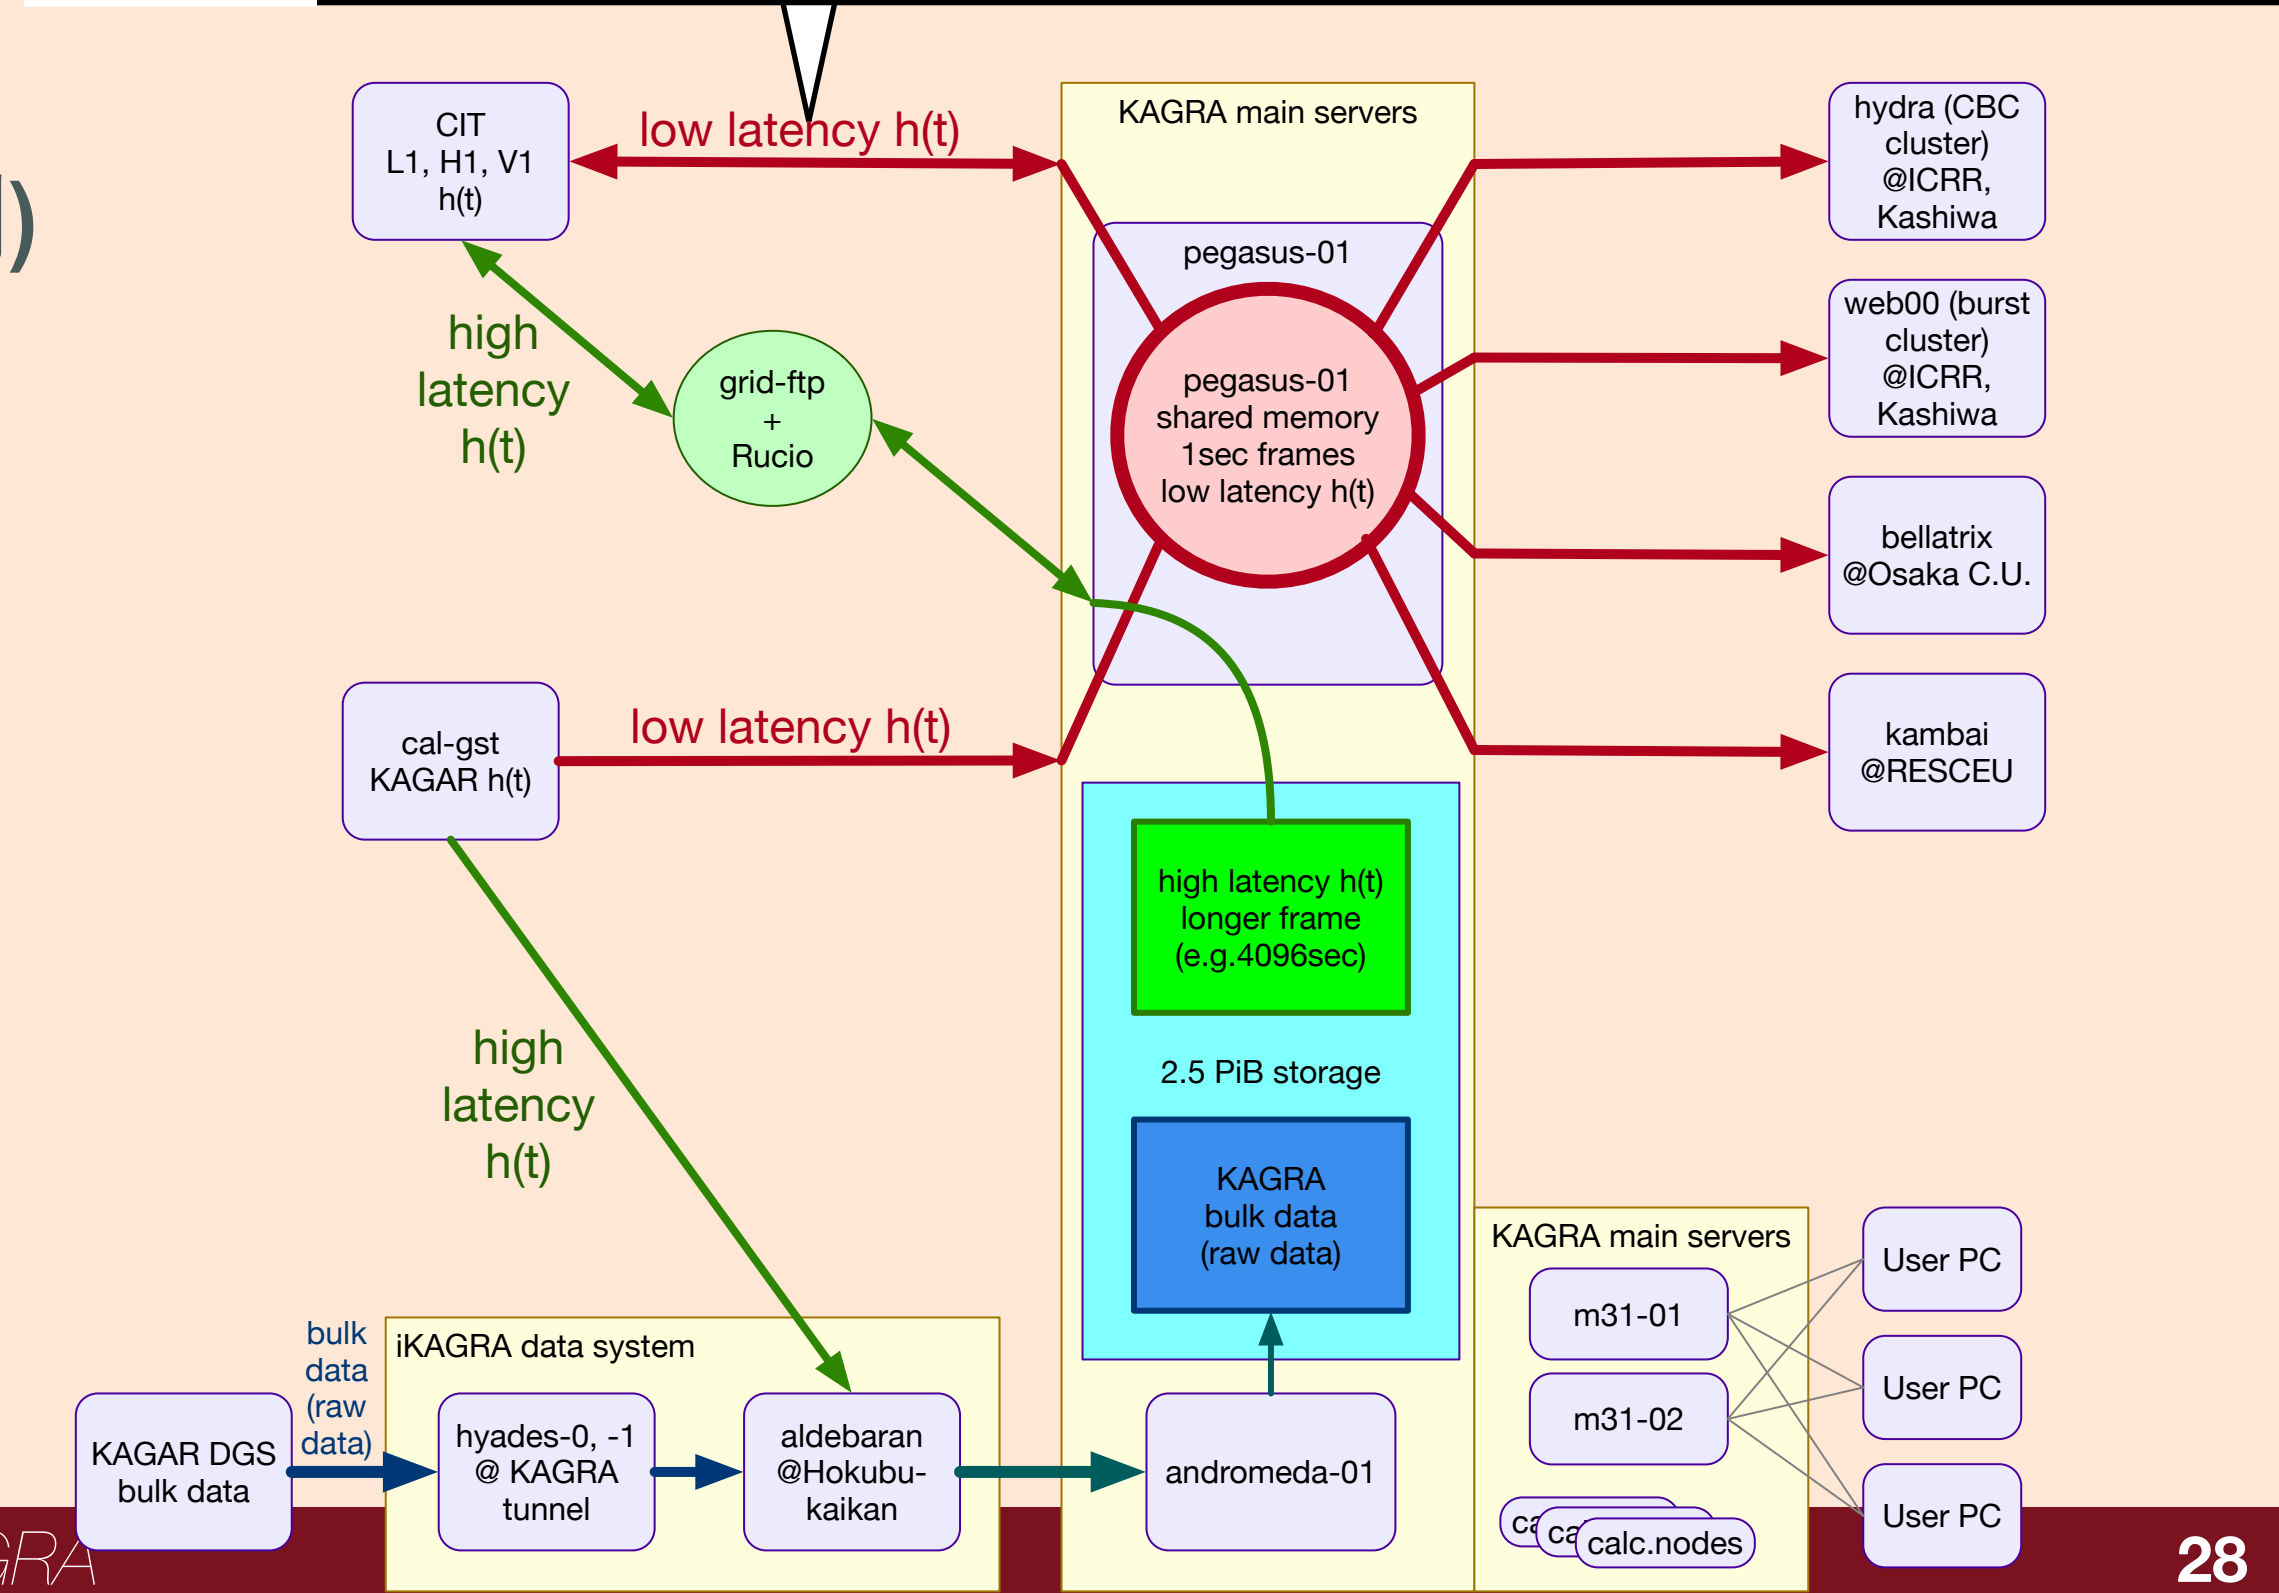 CIT
L1, H1, V1
h(t)
low latency h(t)
KAGRA main servers
hydra (CBC
cluster)
@ICRR,
Kashiwa
pegasus-01
web00 (burst
cluster)
@ICRR,
Kashiwa
high
latency
h(t)
grid-ftp
+
Rucio
pegasus-01
shared memory
1sec frames
low latency h(t)
bellatrix
@Osaka C.U.
cal-gst
KAGAR h(t)
low latency h(t)
kambai
@RESCEU
high latency h(t)
longer frame
(e.g.4096sec)
high
latency
h(t)
2.5 PiB storage
KAGRA
bulk data
(raw data)
KAGRA main servers
m31-01
m31-02
calc.nodes
User PC
User PC
User PC
bulk
data
(raw
data)
iKAGRA data system
KAGAR DGS
bulk data
hyades-0, -1
@ KAGRA
tunnel
aldebaran
@Hokubu-
kaikan
andromeda-01
28